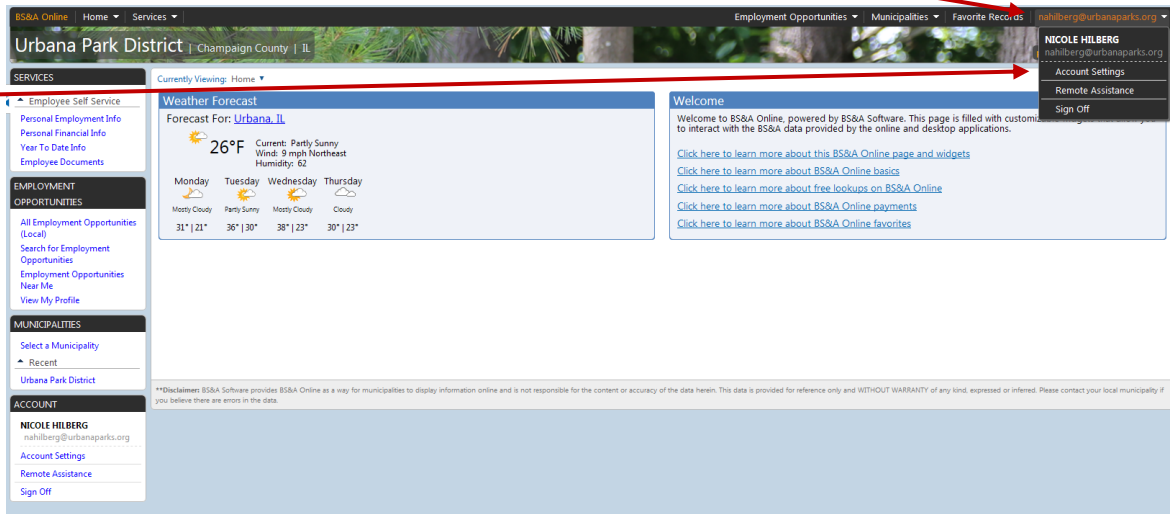 BS&A Online Home Services Employment Opportunities Municipalities Favorite Records nahilberg@urbanaparks.org
Urbana Park District | Champaign County | IL
NICOLE HILBERG
nahilberg@urbanaparks.org
Account Settings
Remote Assistance
Sign Off
SERVICES
Employee Self Service
Personal Employment Info
Personal Financial Info
Year To Date Info
Employee Documents
EMPLOYMENT
OPPORTUNITIES
All Employment Opportunities
(Local)
Search for Employment
Opportunities
Employment Opportunities
Near Me
View My Profile
MUNICIPALITIES
Select a Municipality
Recent
Urbana Park District
ACCOUNT
NICOLE HILBERG
nahilberg@urbanaparks.org
Account Settings
Remote Assistance
Sign Off
Currently Viewing: Home
Weather Forecast
Forecast For: Urbana, IL
26°F
Current: Partly Sunny
Wind: 9 mph Northeast
Humidity: 62
Monday Tuesday Wednesday Thursday
Mostly Cloudy Partly Sunny Mostly Cloudy Cloudy
31° | 21° 36° | 30° 38° | 23° 30° | 23°
Welcome
Welcome to BS&A Online, powered by BS&A Software. This page is filled with
to interact with the BS&A data provided by the online and desktop applications.
Click here to learn more about this BS&A Online page and widgets
Click here to learn more about BS&A Online basics
Click here to learn more about free lookups on BS&A Online
Click here to learn more about BS&A Online payments
Click here to learn more about BS&A Online favorites
**Disclaimer: BS&A Software provides BS&A Online as a way for municipalities to display information online and is not responsible for the content or accuracy of the data herein. This data is provided for reference only and WITHOUT WARRANTY of any kind, expressed or inferred. Please contact your local municipality if
you believe there are errors in the data.